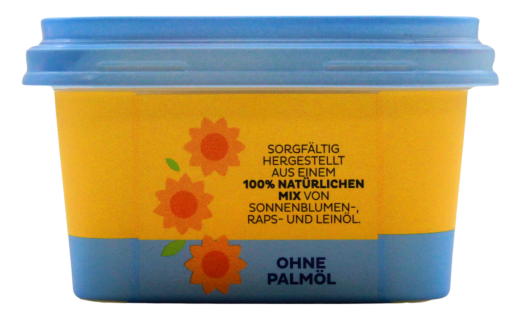 SORGFÄLTIG
HERGESTELLT
AUS EINEM
100% NATÜRLICHEN
MIX VON
SONNENBLUMEN-,
RAPS- UND LEINÖL.
OHNE
PALMÖL